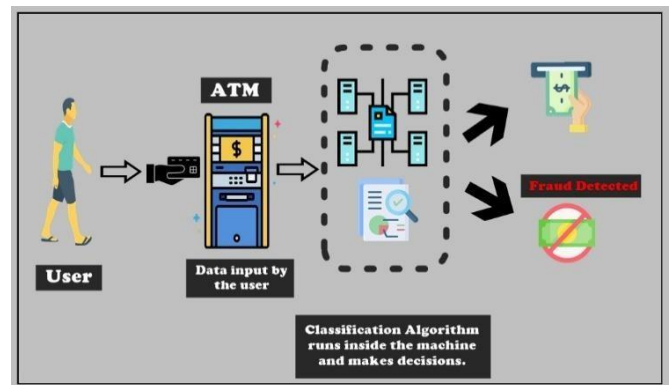 ATM
Fraud Detected
User
Data input by
the user
Classification Algorithm
runs inside the machine
and makes decisions.